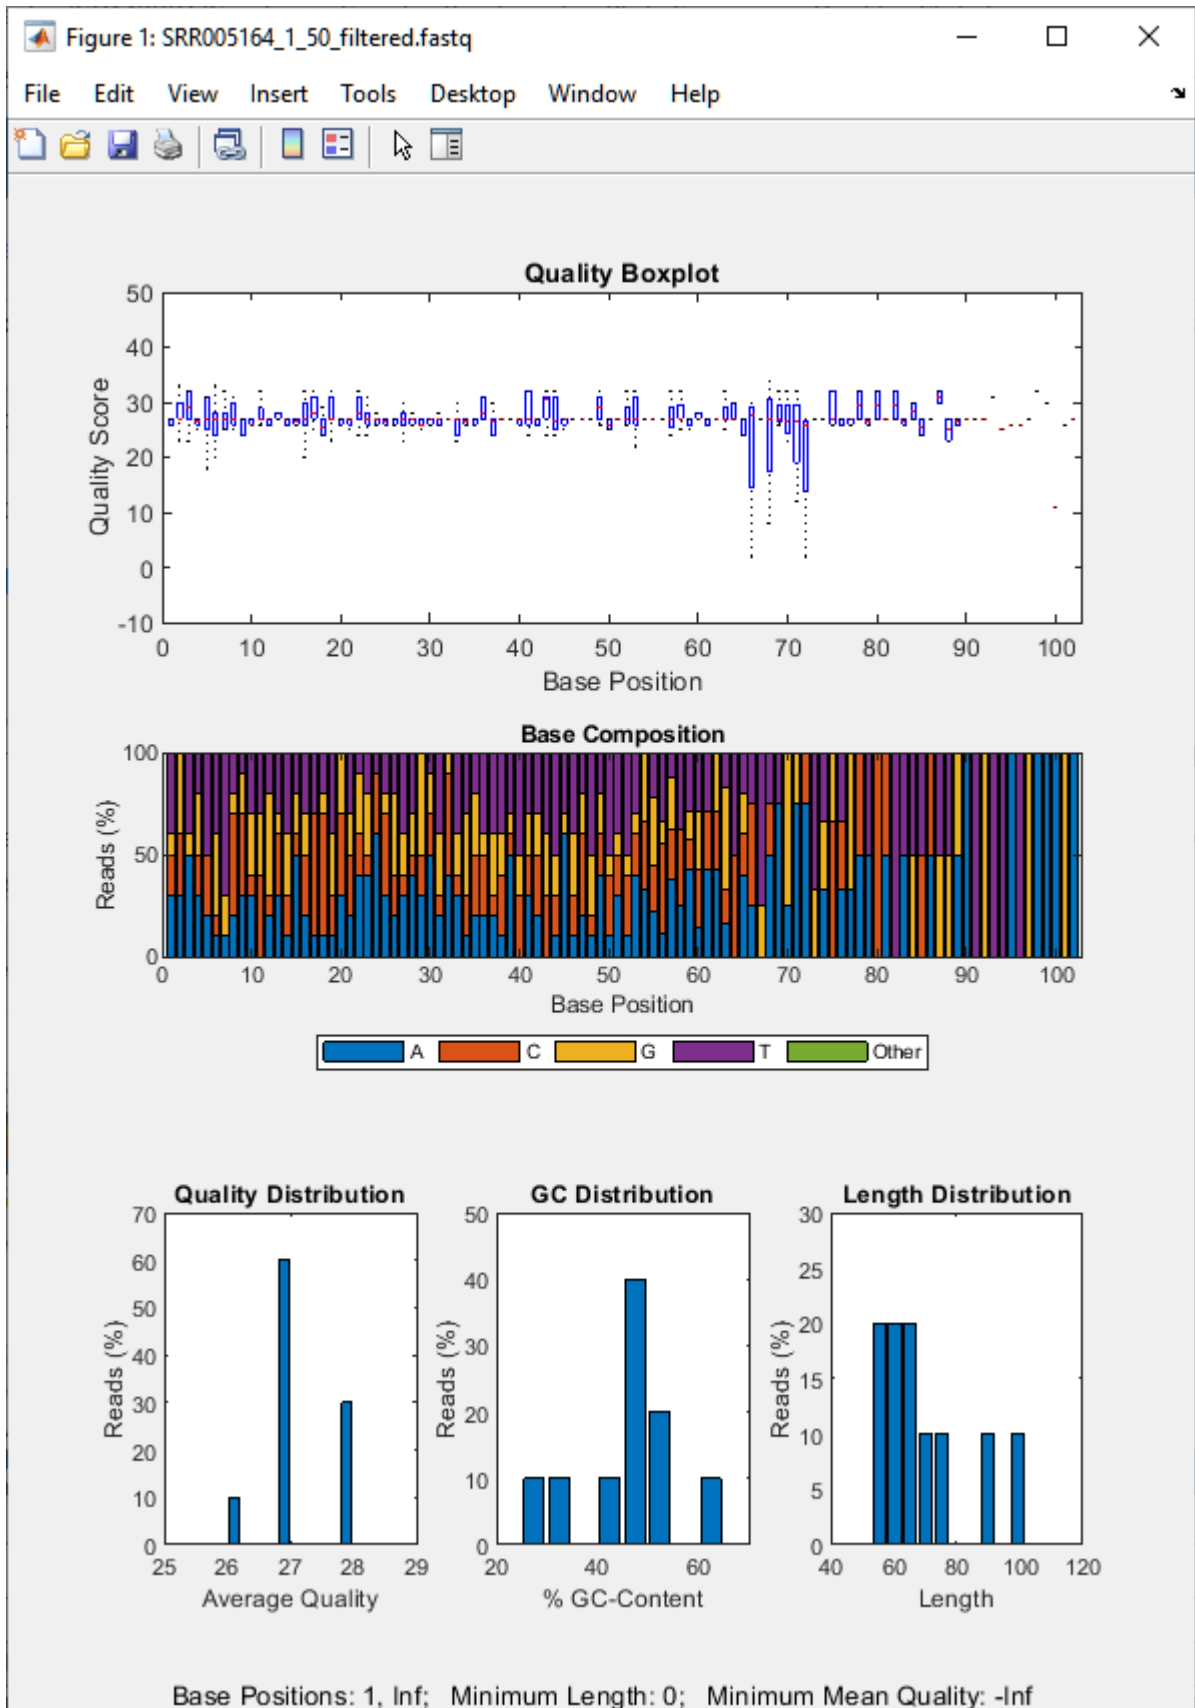 Figure 1: SRR005164_1_50_filtered.fastq
File Edit View Insert Tools Desktop Window Help
Quality Boxplot
Quality Score
50
40
30
20
10
0
-10
0 10 20 30 40 50 60 70 80 90 100
Base Position
Base Composition
Reads (%)
100
50
0
0 10 20 30 40 50 60 70 80 90 100
Base Position
A C G T Other
Quality Distribution
Reads (%)
70
60
50
40
30
20
10
0
25 26 27 28 29
Average Quality
GC Distribution
Reads (%)
50
40
30
20
10
0
20 40 60
% GC-Content
Length Distribution
Reads (%)
30
25
20
15
10
5
0
40 60 80 100 120
Length
Base Positions: 1, Inf; Minimum Length: 0; Minimum Mean Quality: -Inf